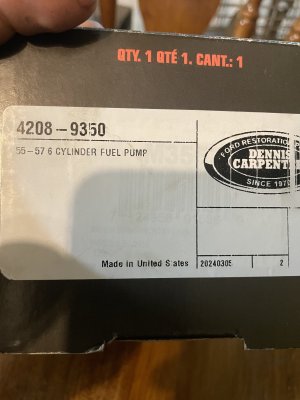 QTY. 1 QTÉ 1. CANT.: 1
4208-9350
55-57 6 CYLINDER FUEL PUMP
FORD RESTORATION
DENNIS
CARPENTE
SINCE 197
Made in United States
20240305
2